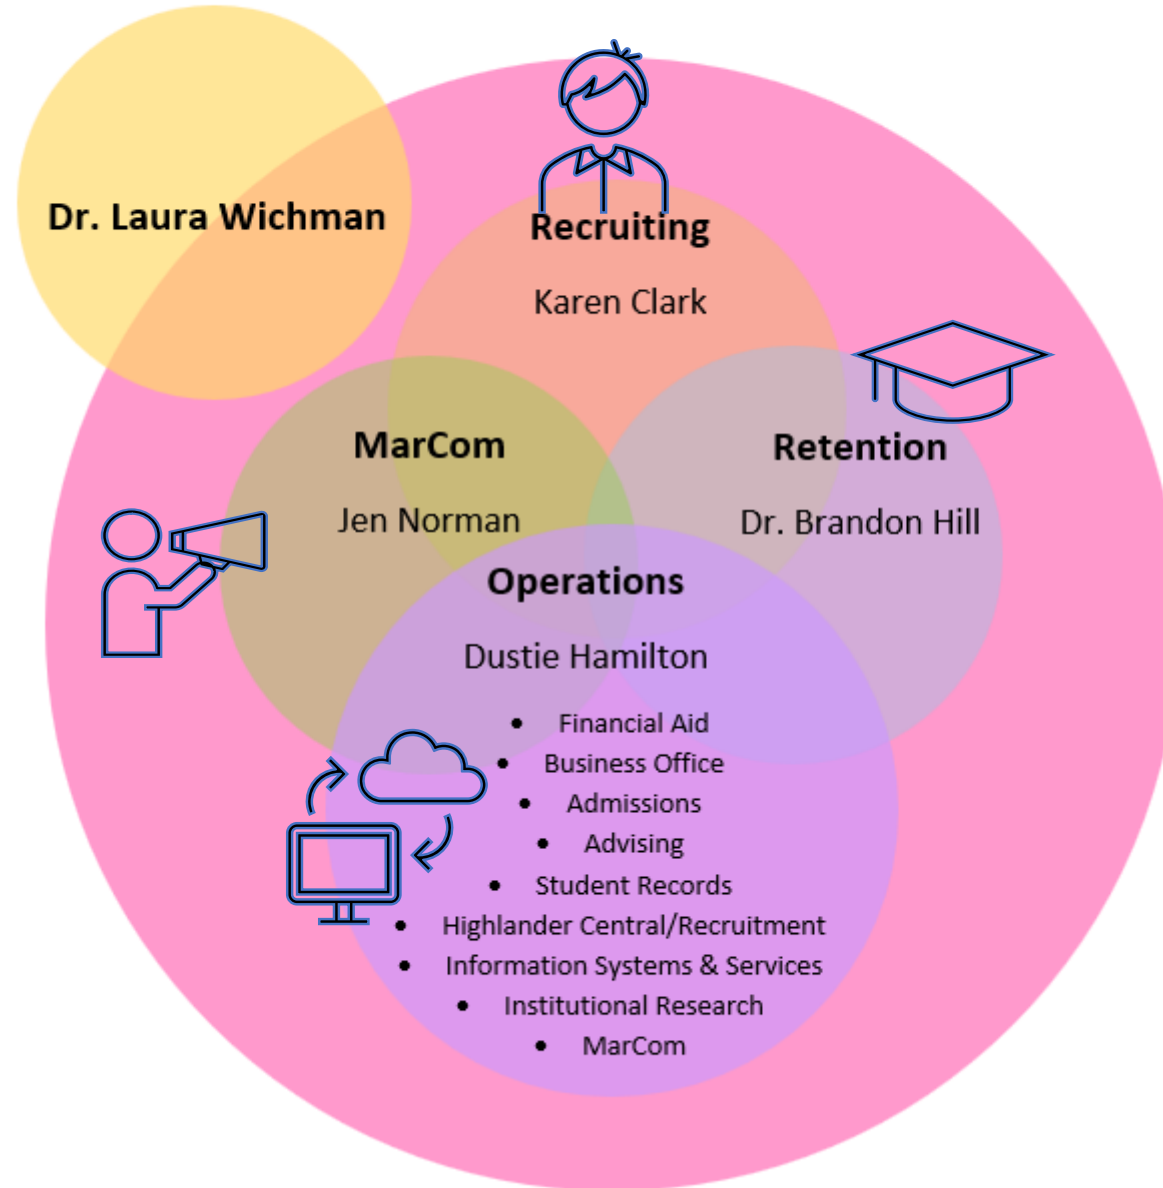 Dr. Laura Wichman
Recruiting
Karen Clark
MarCom
Jen Norman
Retention
Dr. Brandon Hill
Operations
Dustie Hamilton
• Financial Aid
• Business Office
• Admissions
• Advising
• Student Records
• Highlander Central/Recruitment
• Information Systems & Services
• Institutional Research
• MarCom